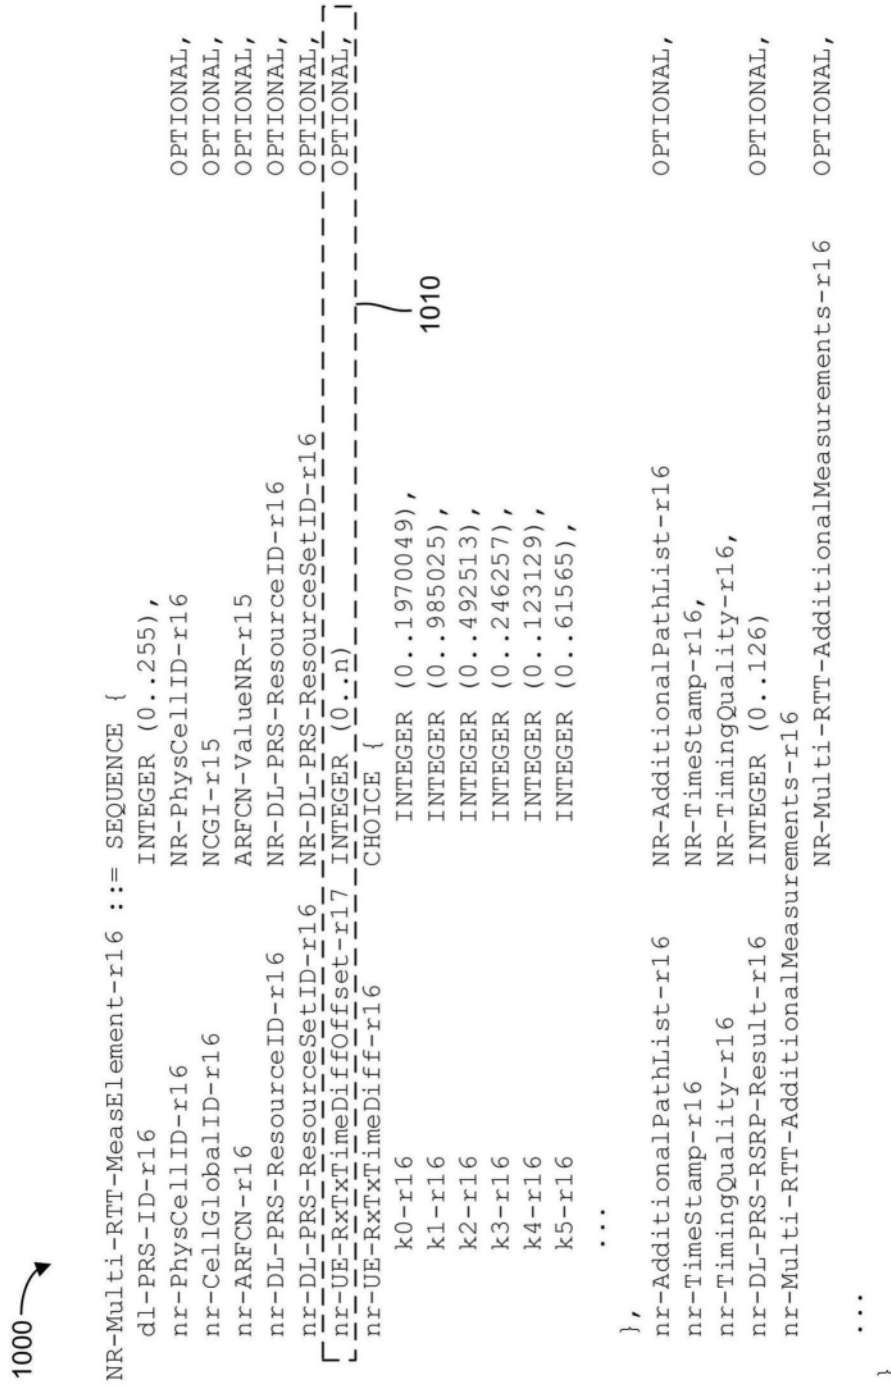 1000
NR-Multi-RTT-MeasElement-r16 ::= SEQUENCE {
dl-PRS-ID-r16 INTEGER (0..255),
nr-PhysCellID-r16 NR-PhysCellID-r16 OPTIONAL,
nr-CellGlobalID-r16 NCGI-r15 OPTIONAL,
nr-ARFCN-r16 ARFCN-ValueNR-r15 OPTIONAL,
nr-DL-PRS-ResourceID-r16 NR-DL-PRS-ResourceID-r16 OPTIONAL,
nr-DL-PRS-ResourceSetID-r16 NR-DL-PRS-ResourceSetID-r16 OPTIONAL,
nr-UE-RxTxTimeDiffOffset-r17 INTEGER (0..n) OPTIONAL,
nr-UE-RxTxTimeDiff-r16 CHOICE {
1010
k0-r16 INTEGER (0..1970049),
k1-r16 INTEGER (0..985025),
k2-r16 INTEGER (0..492513),
k3-r16 INTEGER (0..246257),
k4-r16 INTEGER (0..123129),
k5-r16 INTEGER (0..61565),
...
},
nr-AdditionalPathList-r16 NR-AdditionalPathList-r16 OPTIONAL,
nr-TimeStamp-r16 NR-TimeStamp-r16,
nr-TimingQuality-r16 NR-TimingQuality-r16,
nr-DL-PRS-RSRP-Result-r16 INTEGER (0..126) OPTIONAL,
nr-Multi-RTT-AdditionalMeasurements-r16
NR-Multi-RTT-AdditionalMeasurements-r16 OPTIONAL,
...
}